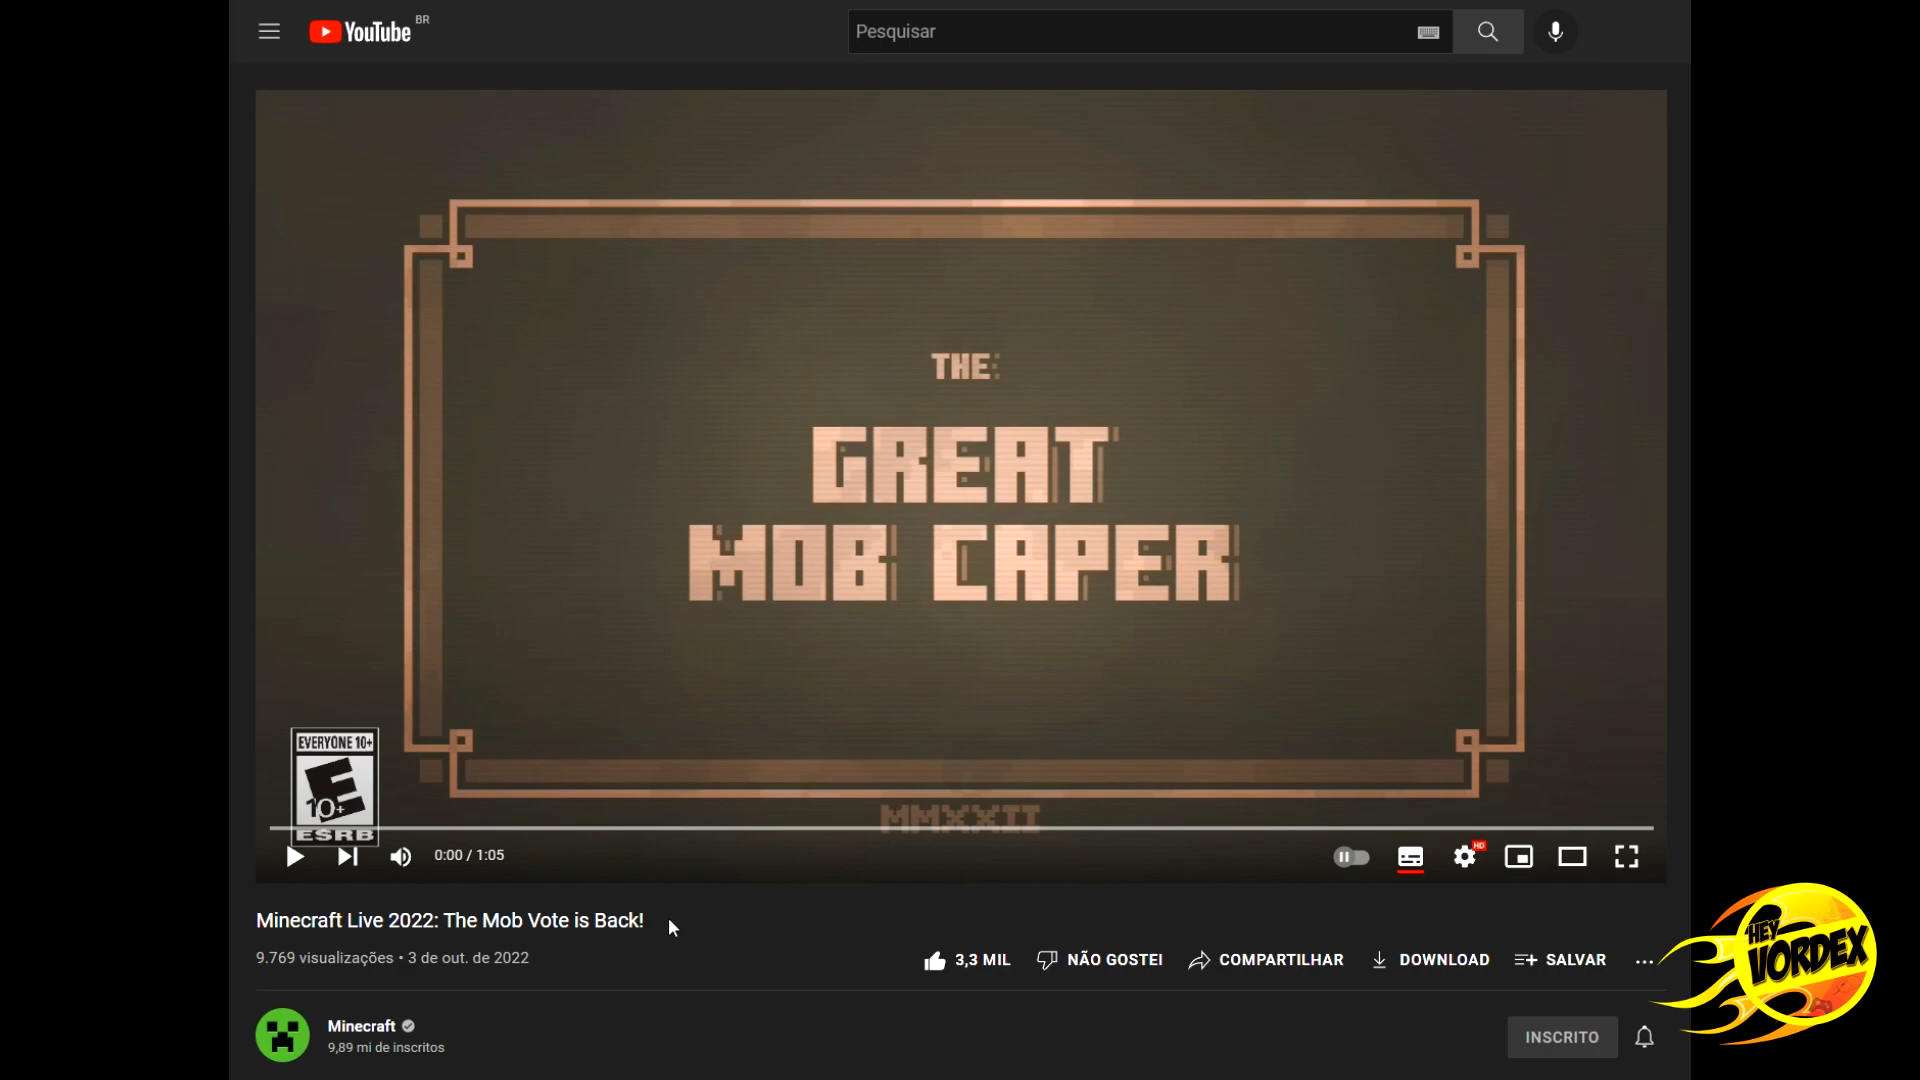 YouTube BR
Pesquisar
THE
GREAT
MOB CAPER
EVERYONE 10+
E
10+
ESRB
MMXXII
0:00 / 1:05
HD
Minecraft Live 2022: The Mob Vote is Back!
9.769 visualizações • 3 de out. de 2022
3,3 MIL
NÃO GOSTEI
COMPARTILHAR
DOWNLOAD
SALVAR
HEY
VORDEX
Minecraft
9,89 mi de inscritos
INSCRITO